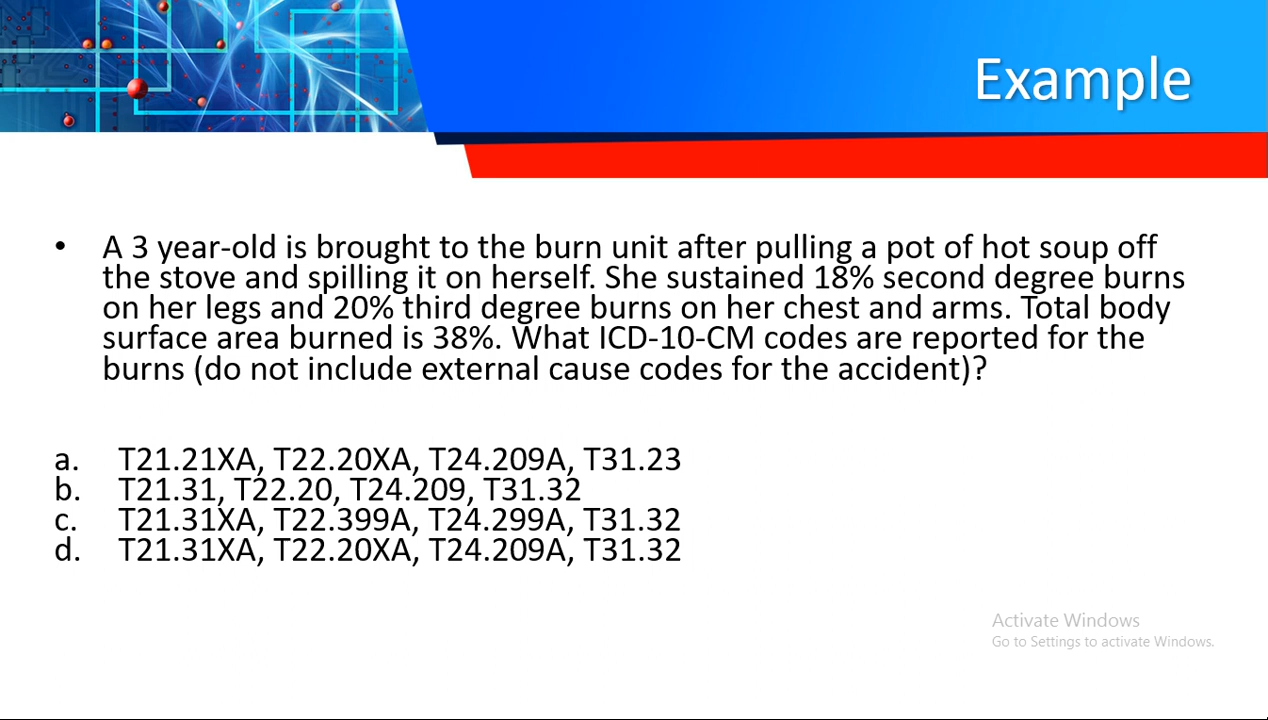 Example
• A 3 year-old is brought to the burn unit after pulling a pot of hot soup off
the stove and spilling it on herself. She sustained 18% second degree burns
on her legs and 20% third degree burns on her chest and arms. Total body
surface area burned is 38%. What ICD-10-CM codes are reported for the
burns (do not include external cause codes for the accident)?
a. T21.21XA, T22.20XA, T24.209A, T31.23
b. T21.31, T22.20, T24.209, T31.32
c. T21.31XA, T22.399A, T24.299A, T31.32
d. T21.31XA, T22.20XA, T24.209A, T31.32
Activate Windows
Go to Settings to activate Windows.